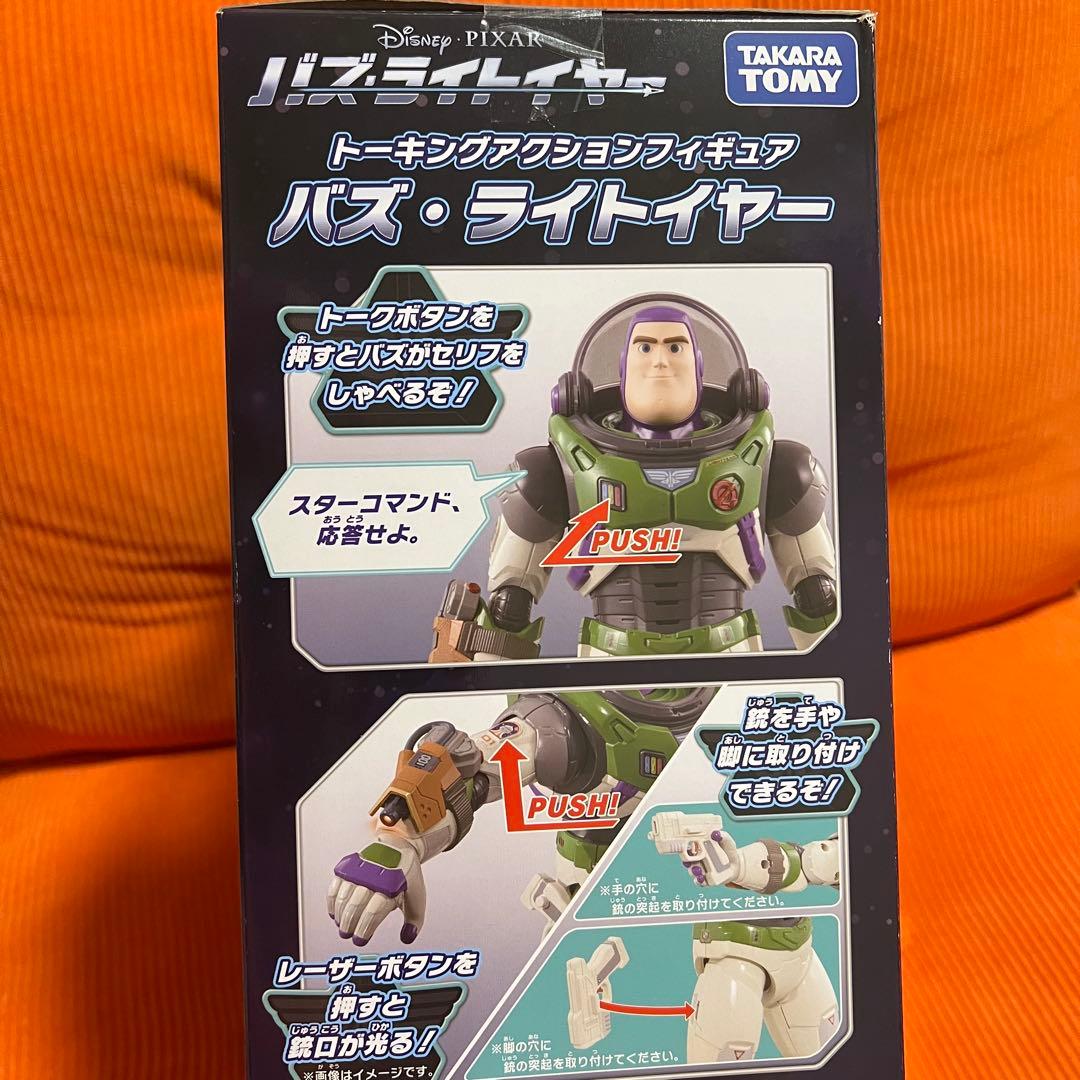 Disney · PIXAR
バズ・ライトイヤー
TAKARA
TOMY
トーキングアクションフィギュア
バズ・ライトイヤー
トークボタンを
押すとバズがセリフを
しゃべるぞ!
スターコマンド、
応答せよ。
PUSH!
銃を手や
脚に取り付け
できるぞ!
PUSH!
※手の穴に
銃の突起を取り付けてください。
レーザーボタンを
押すと
銃口が光る!
※画像はイメージです。
※脚の穴に
銃の突起を取り付けてください。